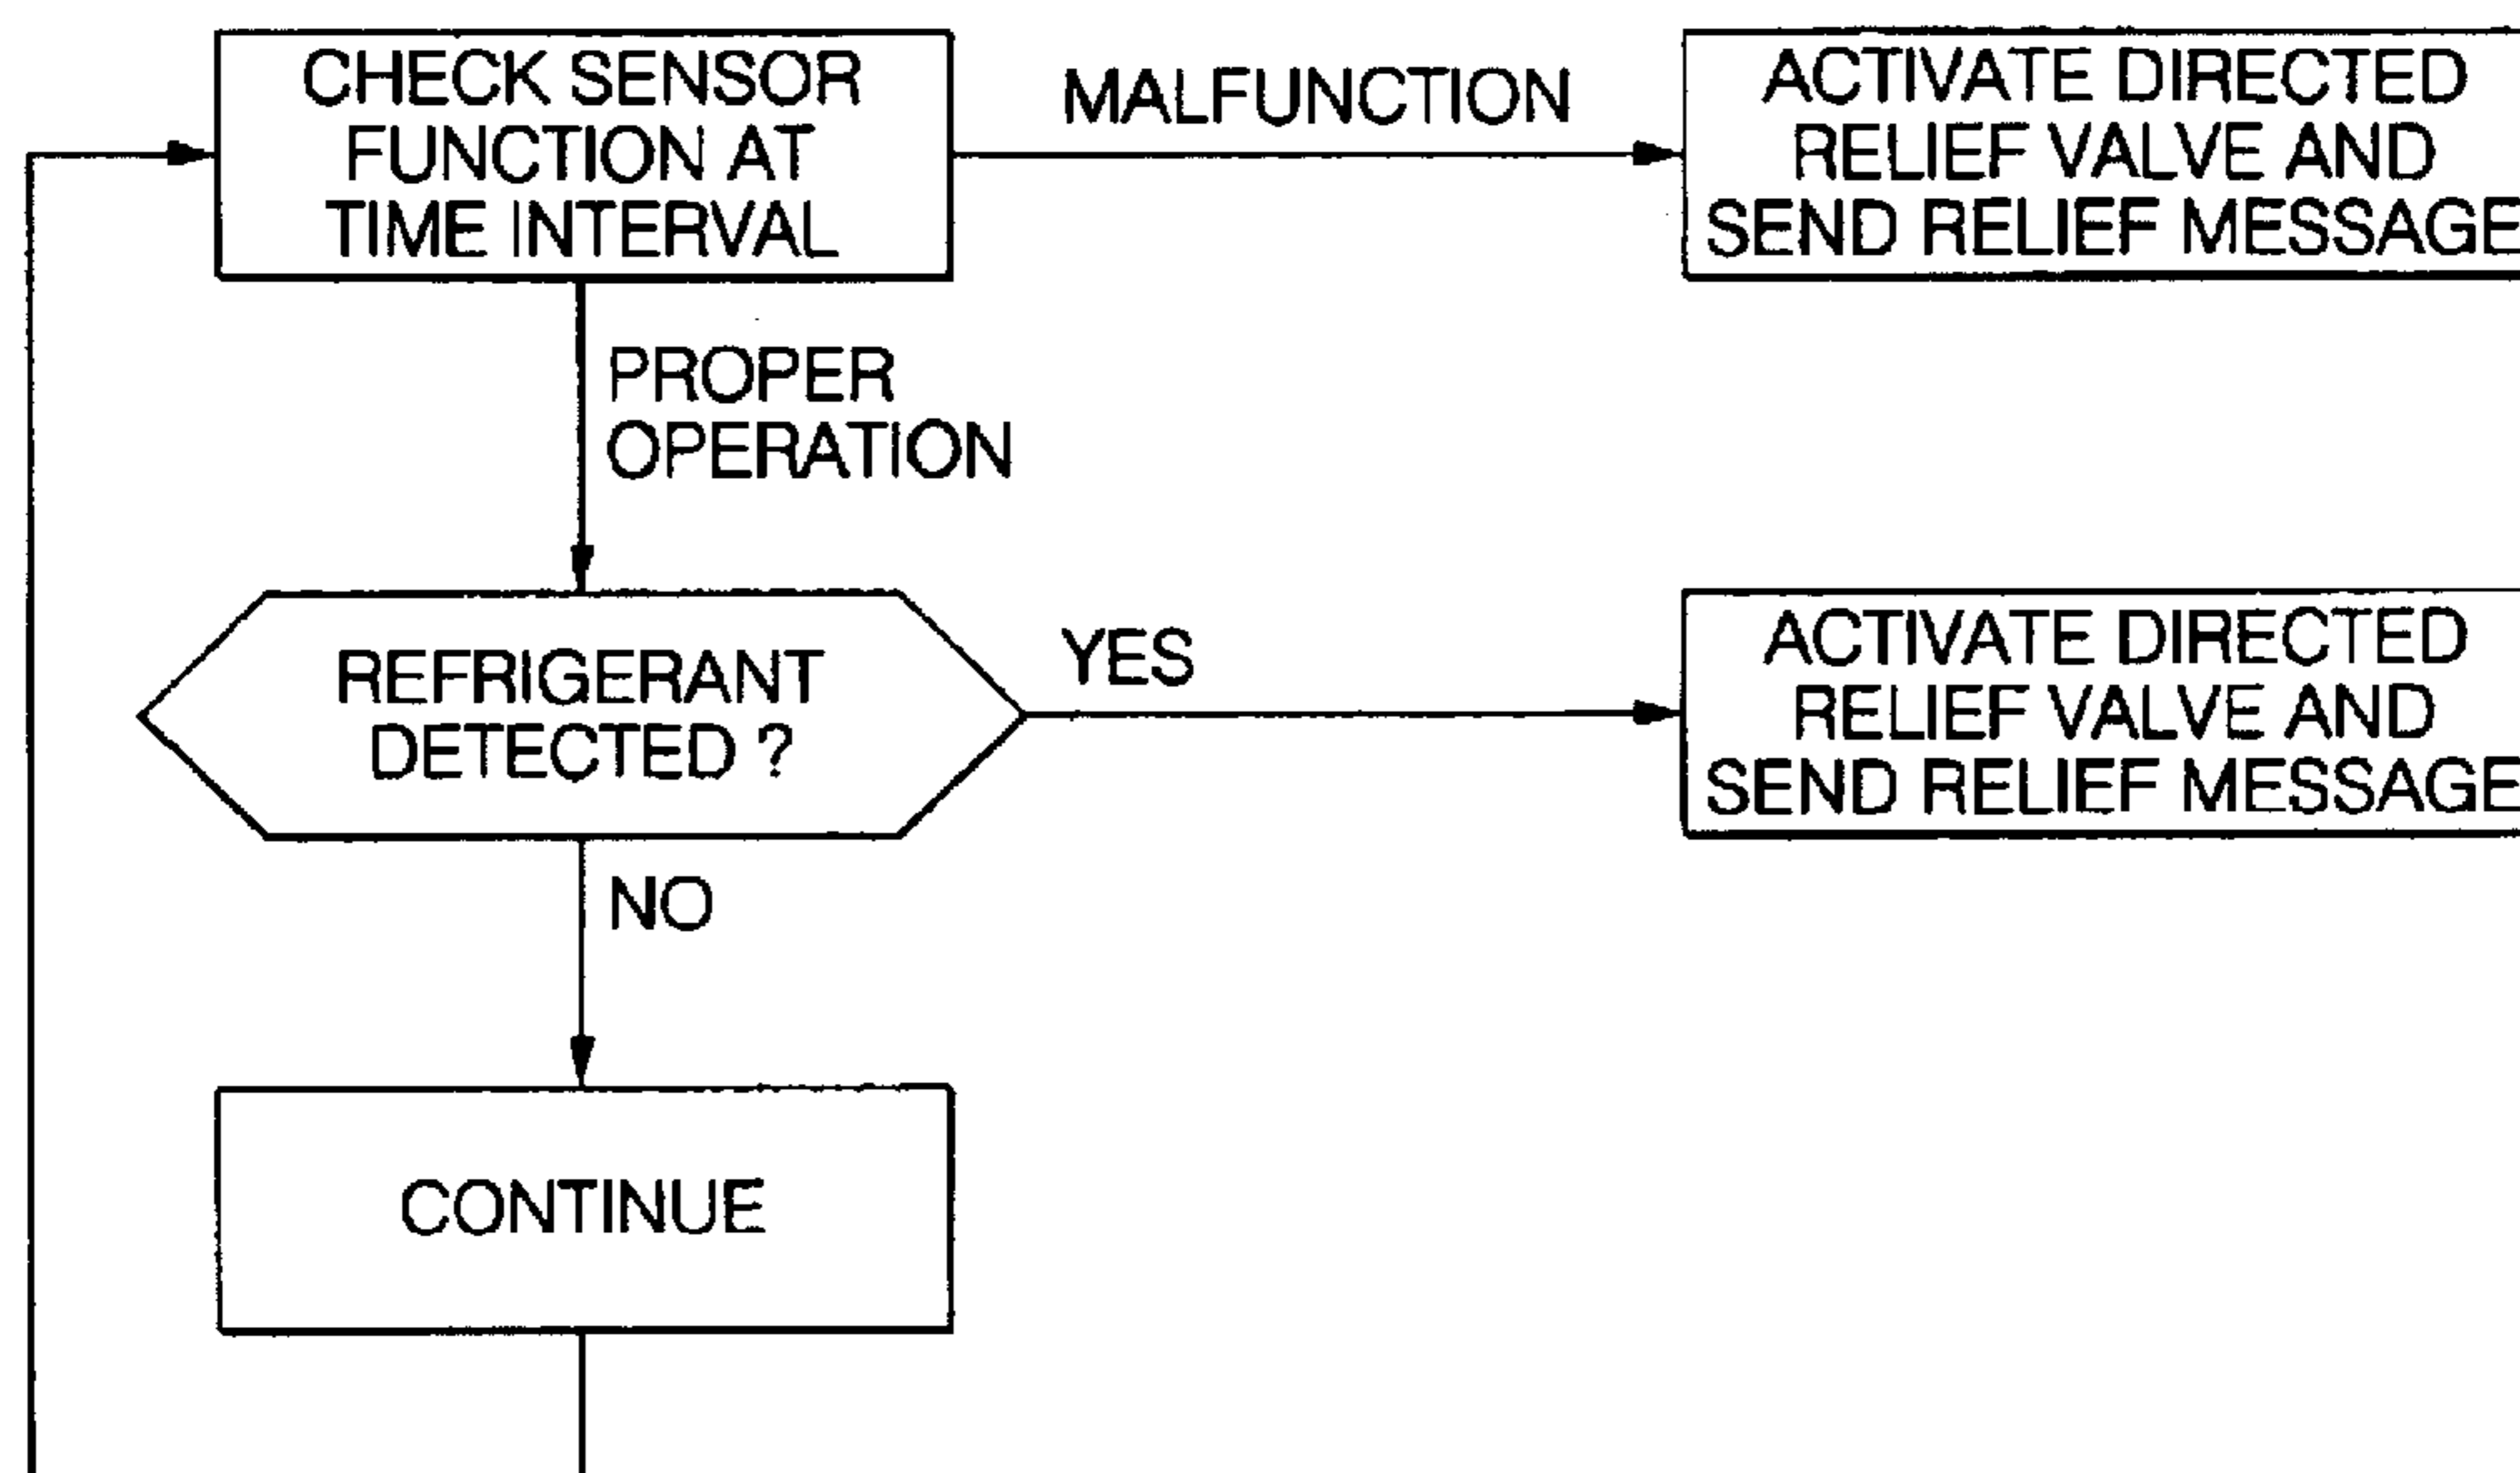 CHECK SENSOR
FUNCTION AT
TIME INTERVAL
MALFUNCTION
ACTIVATE DIRECTED
RELIEF VALVE AND
SEND RELIEF MESSAGE
PROPER
OPERATION
REFRIGERANT
DETECTED ?
YES
ACTIVATE DIRECTED
RELIEF VALVE AND
SEND RELIEF MESSAGE
NO
CONTINUE